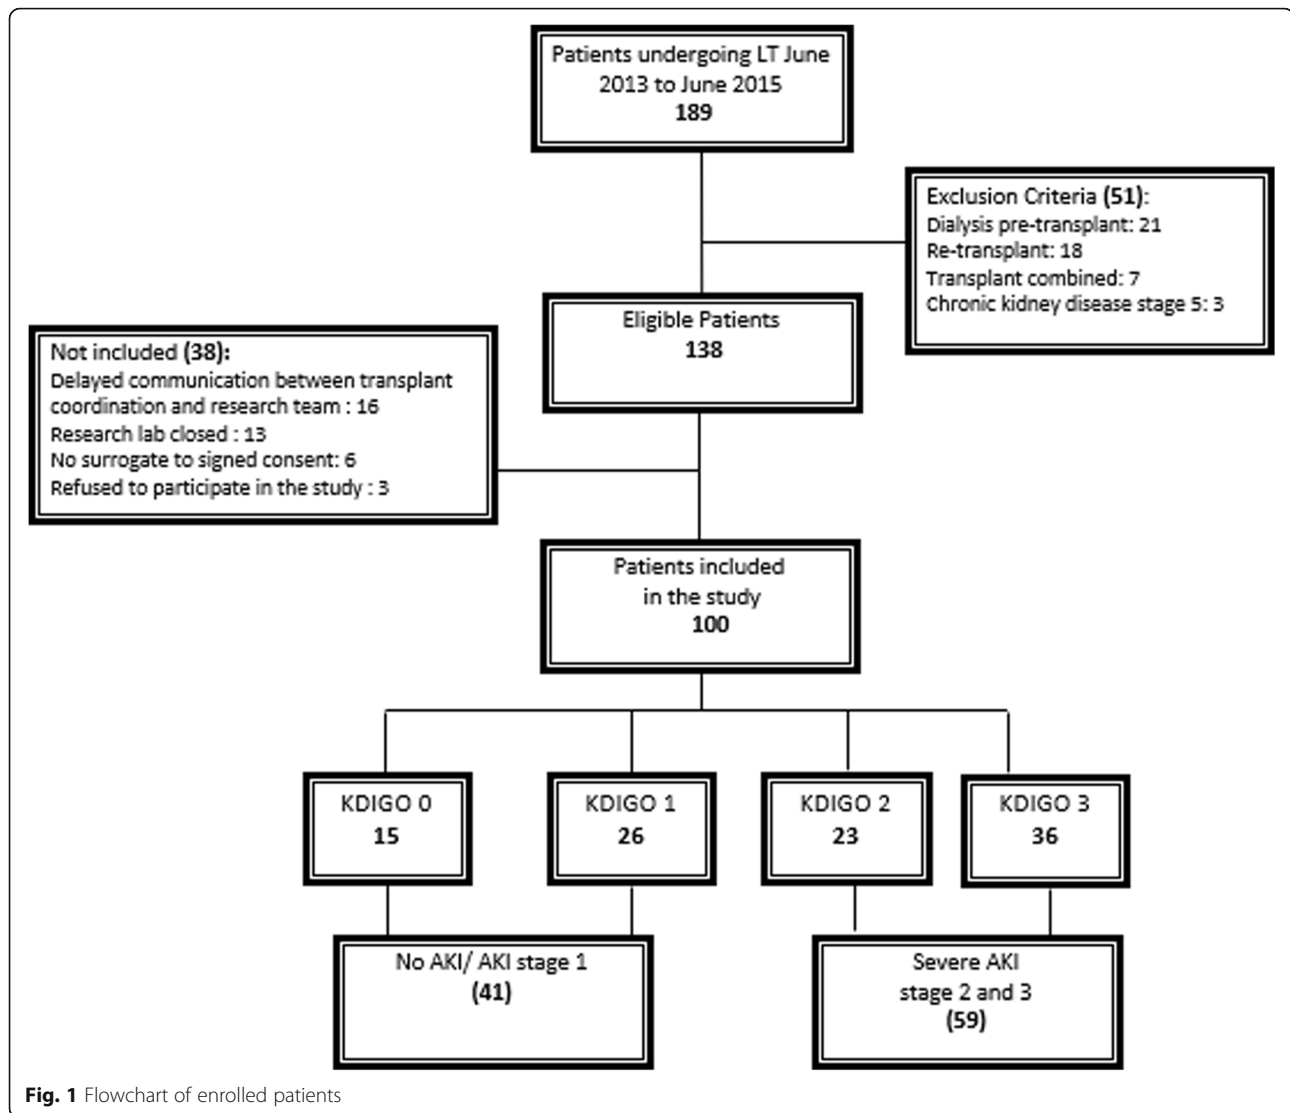 Patients undergoing LT June
2013 to June 2015
189
Exclusion Criteria (51):
Dialysis pre-transplant: 21
Re-transplant: 18
Transplant combined: 7
Chronic kidney disease stage 5: 3
Eligible Patients
138
Not included (38):
Delayed communication between transplant
coordination and research team : 16
Research lab closed : 13
No surrogate to signed consent: 6
Refused to participate in the study : 3
Patients included
in the study
100
KDIGO 0
15
KDIGO 1
26
KDIGO 2
23
KDIGO 3
36
No AKI/ AKI stage 1
(41)
Severe AKI
stage 2 and 3
(59)
Fig. 1 Flowchart of enrolled patients